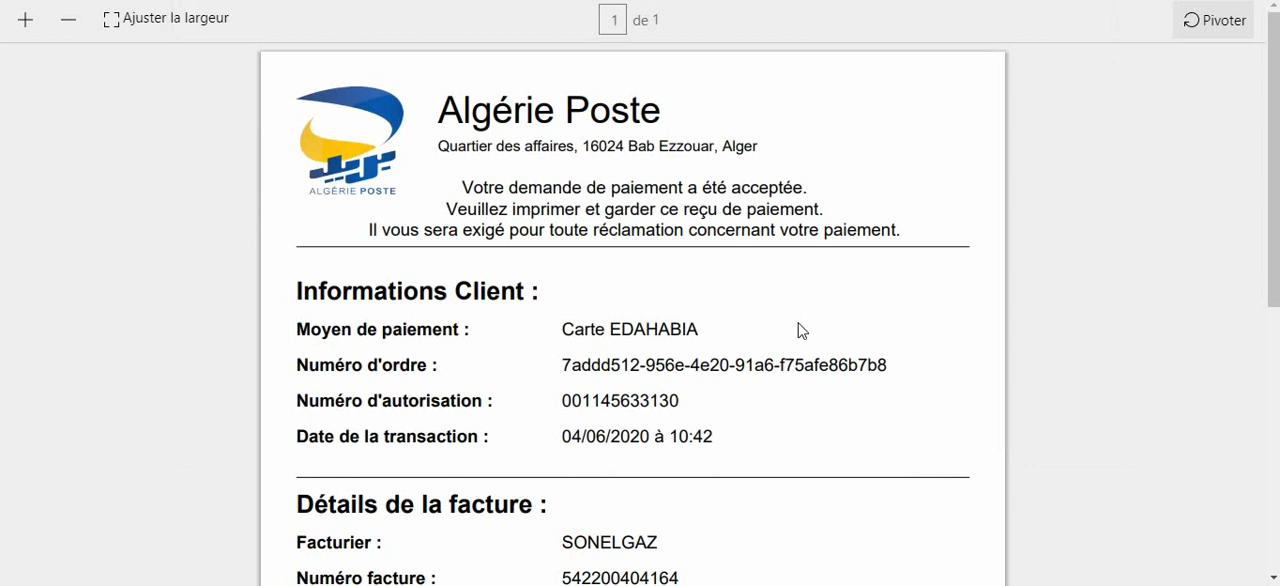 Ajuster la largeur
1 de 1
Pivoter
ALGÉRIE POSTE
Algérie Poste
Quartier des affaires, 16024 Bab Ezzouar, Alger
Votre demande de paiement a été acceptée.
Veuillez imprimer et garder ce reçu de paiement.
Il vous sera exigé pour toute réclamation concernant votre paiement.
Informations Client :
Moyen de paiement : Carte EDAHABIA
Numéro d'ordre : 7addd512-956e-4e20-91a6-f75afe86b7b8
Numéro d'autorisation : 001145633130
Date de la transaction : 04/06/2020 à 10:42
Détails de la facture :
Facturier : SONELGAZ
Numéro facture : 542200404164